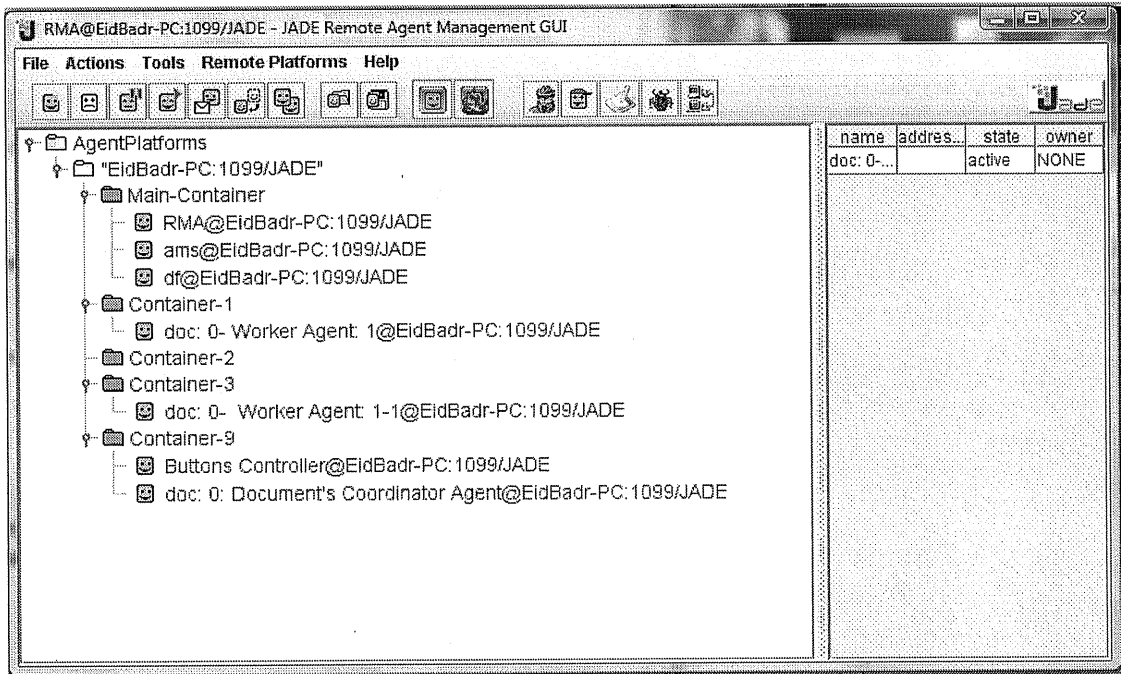 RMA@EidBadr-PC:1099/JADE - JADE Remote Agent Management GUI
File Actions Tools Remote Platforms Help
Jade
name addres... state owner
doc: 0-... active NONE
AgentPlatforms
"EidBadr-PC:1099/JADE"
Main-Container
RMA@EidBadr-PC:1099/JADE
ams@EidBadr-PC:1099/JADE
df@EidBadr-PC:1099/JADE
Container-1
doc: 0- Worker Agent: 1@EidBadr-PC:1099/JADE
Container-2
Container-3
doc: 0- Worker Agent: 1-1@EidBadr-PC:1099/JADE
Container-9
Buttons Controller@EidBadr-PC:1099/JADE
doc: 0: Document's Coordinator Agent@EidBadr-PC:1099/JADE